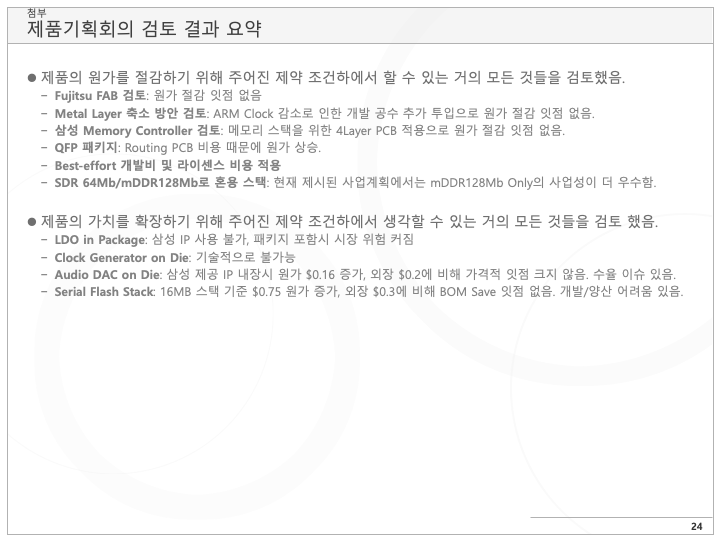 첨부
제품기획회의 검토 결과 요약
● 제품의 원가를 절감하기 위해 주어진 제약 조건하에서 할 수 있는 거의 모든 것들을 검토했음.
– Fujitsu FAB 검토: 원가 절감 잇점 없음
– Metal Layer 축소 방안 검토: ARM Clock 감소로 인한 개발 공수 추가 투입으로 원가 절감 잇점 없음.
– 삼성 Memory Controller 검토: 메모리 스택을 위한 4Layer PCB 적용으로 원가 절감 잇점 없음.
– QFP 패키지: Routing PCB 비용 때문에 원가 상승.
– Best-effort 개발비 및 라이센스 비용 적용
– SDR 64Mb/mDDR128Mb로 혼용 스택: 현재 제시된 사업계획에서는 mDDR128Mb Only의 사업성이 더 우수함.
● 제품의 가치를 확장하기 위해 주어진 제약 조건하에서 생각할 수 있는 거의 모든 것들을 검토 했음.
– LDO in Package: 삼성 IP 사용 불가, 패키지 포함시 시장 위험 커짐
– Clock Generator on Die: 기술적으로 불가능
– Audio DAC on Die: 삼성 제공 IP 내장시 원가 $0.16 증가, 외장 $0.2에 비해 가격적 잇점 크지 않음. 수율 이슈 있음.
– Serial Flash Stack: 16MB 스택 기준 $0.75 원가 증가, 외장 $0.3에 비해 BOM Save 잇점 없음. 개발/양산 어려움 있음.
24